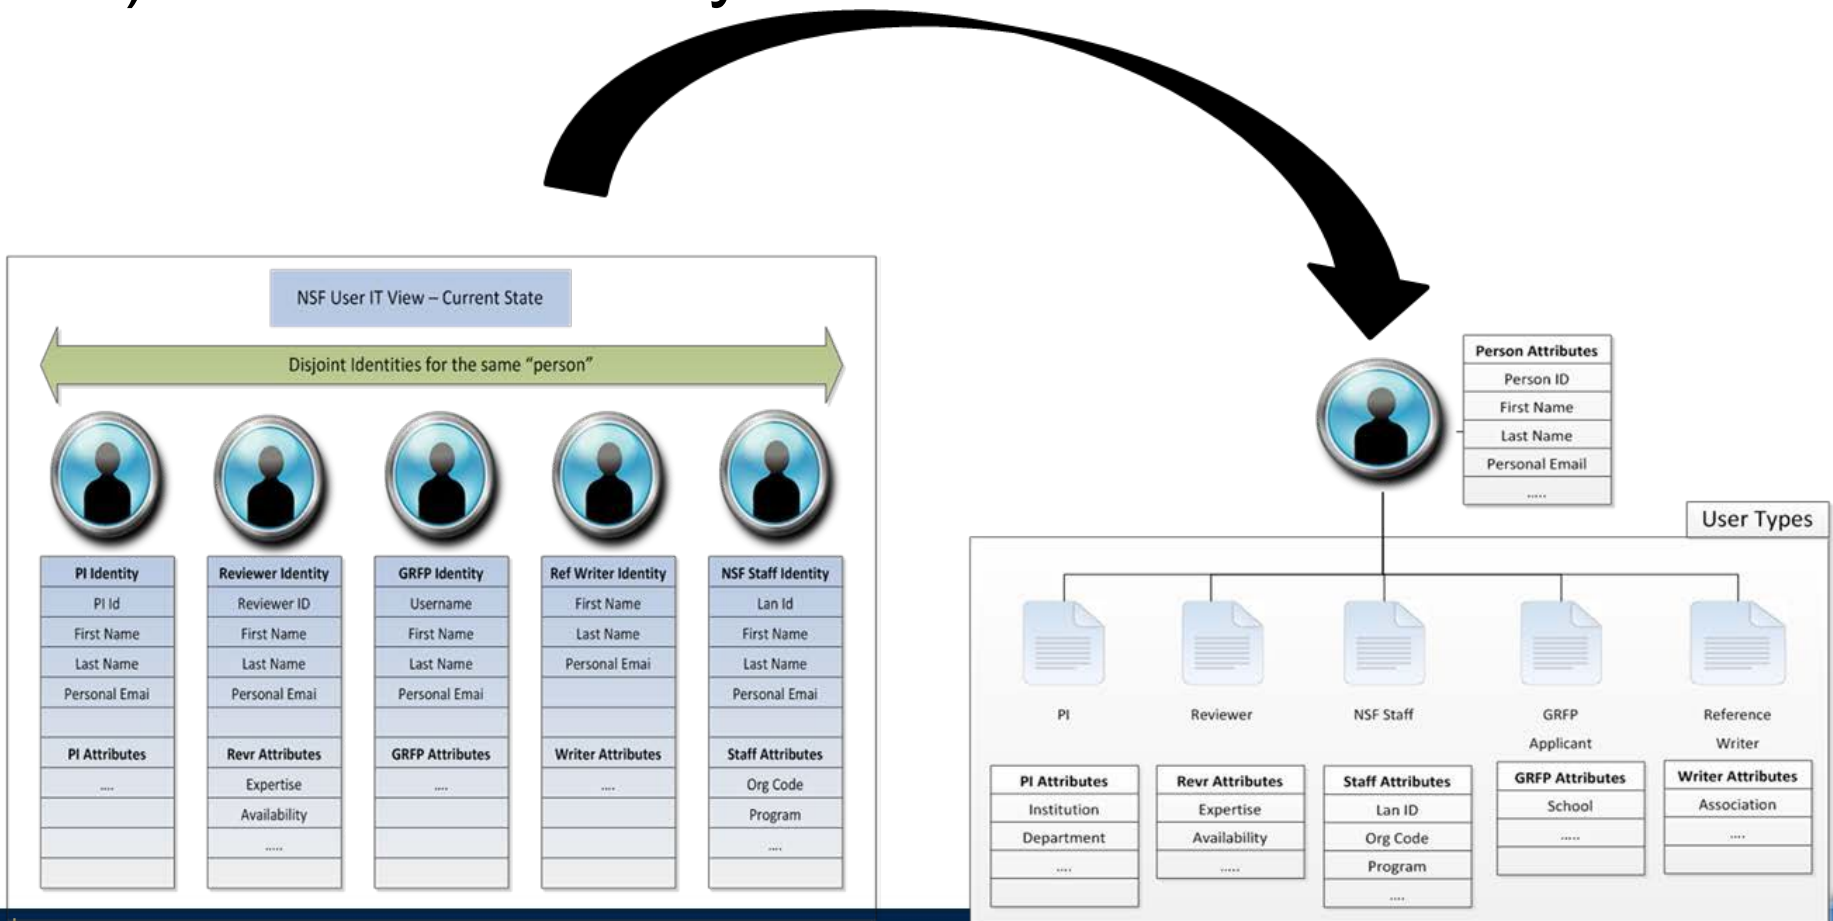 NSF User IT View – Current State
Disjoint Identities for the same “person”
PI Identity
PI Id
First Name
Last Name
Personal Emai
PI Attributes
....
Reviewer Identity
Reviewer ID
First Name
Last Name
Personal Emai
Revr Attributes
Expertise
Availability
.....
GRFP Identity
Username
First Name
Last Name
Personal Emai
GRFP Attributes
....
Ref Writer Identity
First Name
Last Name
Personal Emai
Writer Attributes
....
NSF Staff Identity
Lan Id
First Name
Last Name
Personal Emai
Staff Attributes
Org Code
Program
....
Person Attributes
Person ID
First Name
Last Name
Personal Email
.....
User Types
PI
PI Attributes
Institution
Department
....
Reviewer
Revr Attributes
Expertise
Availability
.....
NSF Staff
Staff Attributes
Lan ID
Org Code
Program
....
GRFP
Applicant
GRFP Attributes
School
.....
Reference
Writer
Writer Attributes
Association
....